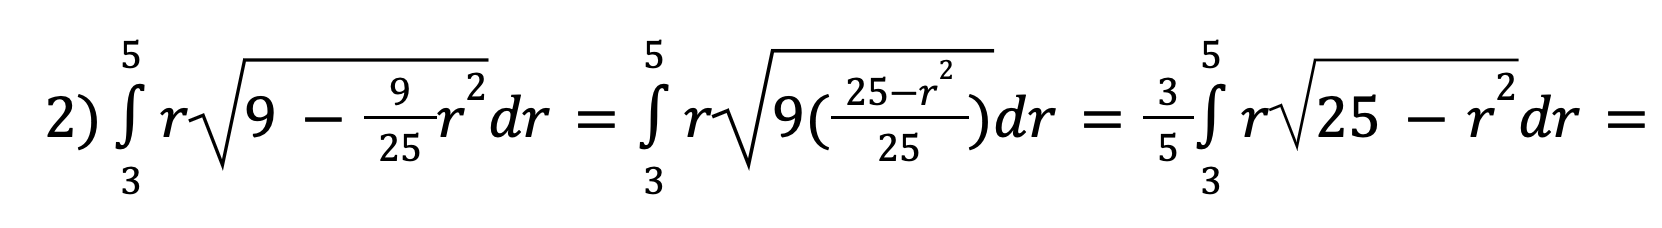 2) ∫₃⁵ r√(9 − 9/25 r²) dr = ∫₃⁵ r√(9((25−r²)/25)) dr = 3/5 ∫₃⁵ r√(25 − r²) dr =